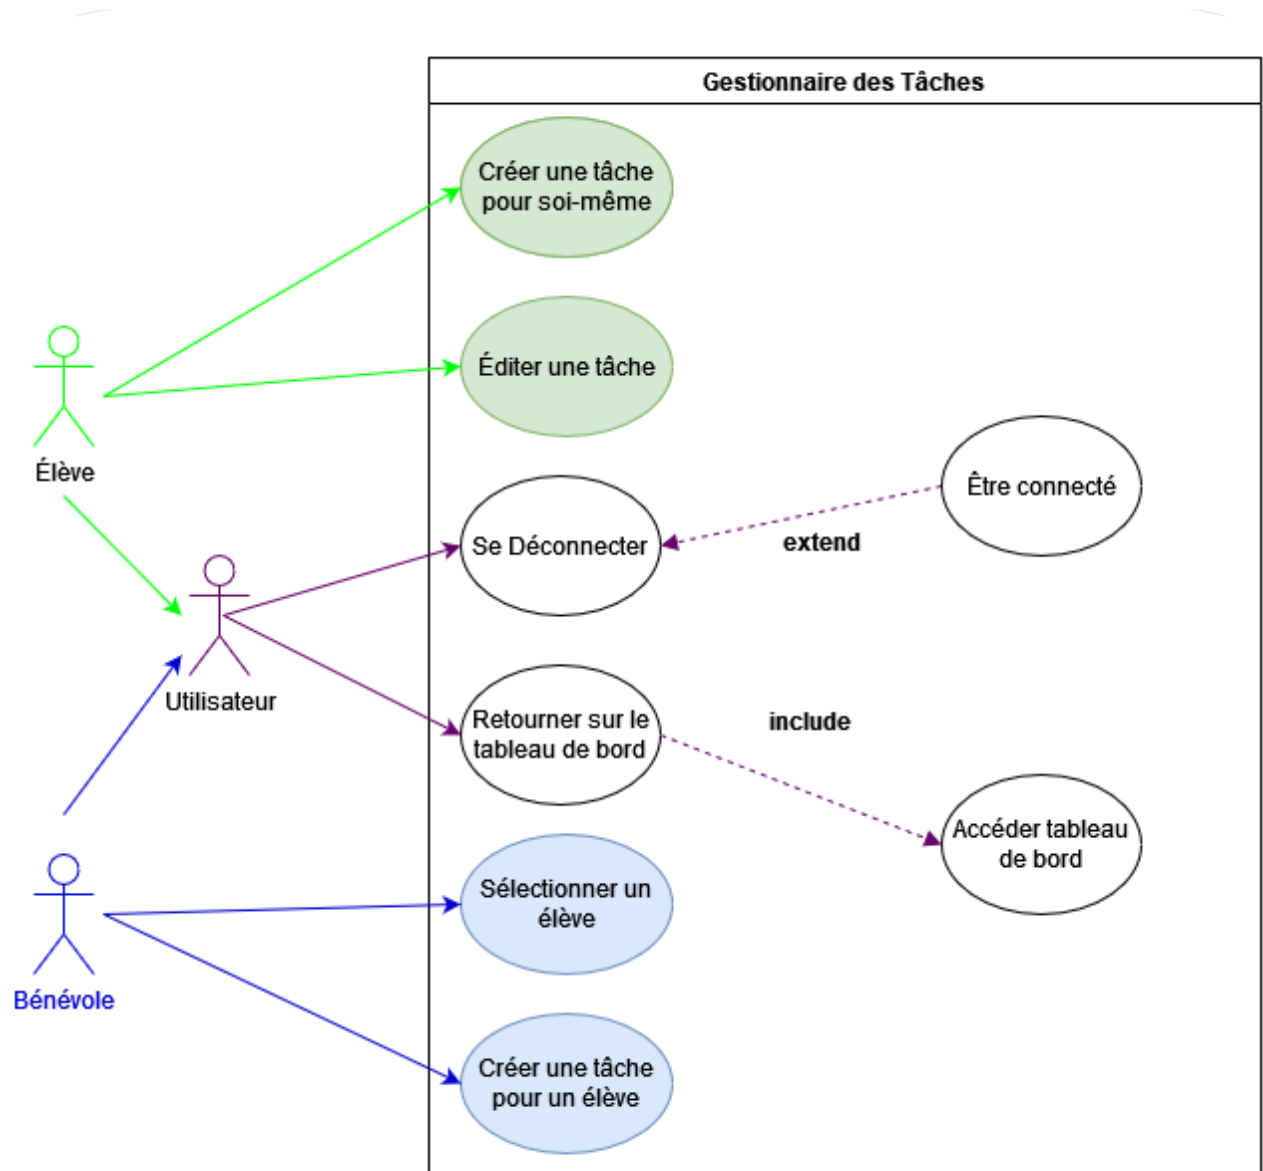 Gestionnaire des Tâches
Créer une tâche
pour soi-même
Éditer une tâche
Élève
Être connecté
Se Déconnecter
extend
Utilisateur
Retourner sur le
tableau de bord
include
Accéder tableau
de bord
Sélectionner un
élève
Bénévole
Créer une tâche
pour un élève